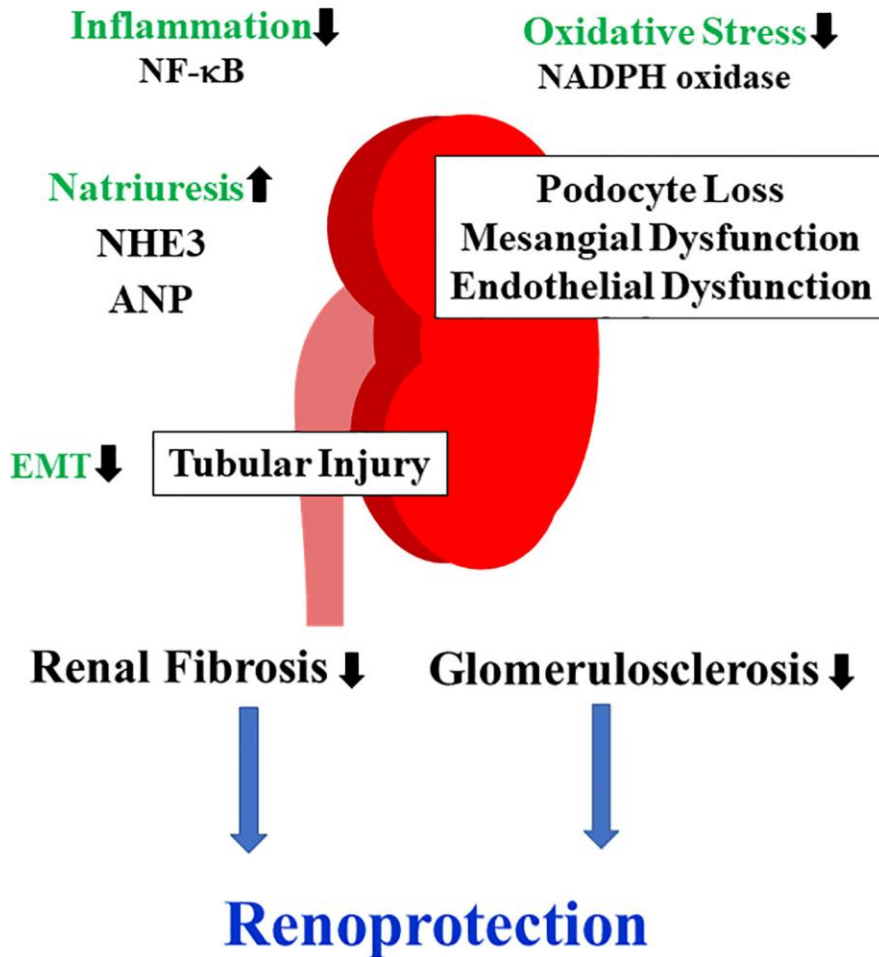 Inflammation
NF-κB
Oxidative Stress
NADPH oxidase
Natriuresis
NHE3
ANP
Podocyte Loss
Mesangial Dysfunction
Endothelial Dysfunction
EMT
Tubular Injury
Renal Fibrosis
Glomerulosclerosis
Renoprotection